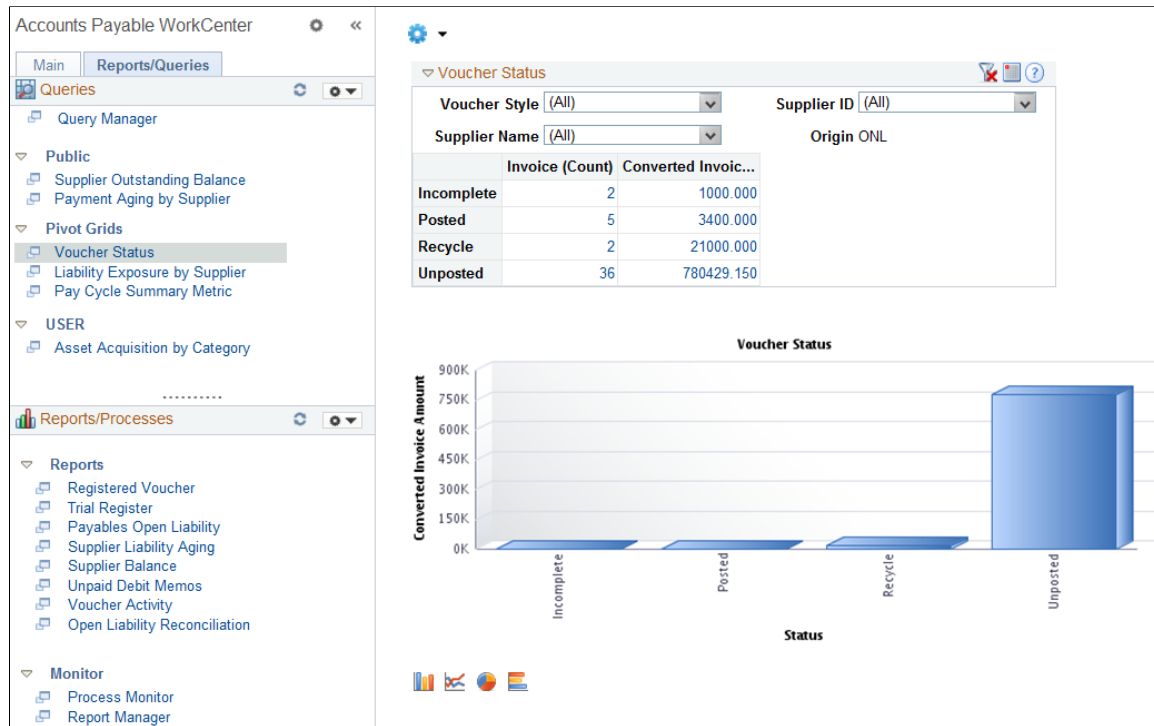 Accounts Payable WorkCenter
Main
Reports/Queries
Queries
Query Manager
Public
Supplier Outstanding Balance
Payment Aging by Supplier
Pivot Grids
Voucher Status
Liability Exposure by Supplier
Pay Cycle Summary Metric
USER
Asset Acquisition by Category
Reports/Processes
Reports
Registered Voucher
Trial Register
Payables Open Liability
Supplier Liability Aging
Supplier Balance
Unpaid Debit Memos
Voucher Activity
Open Liability Reconciliation
Monitor
Process Monitor
Report Manager
Voucher Status
Voucher Style (All) Supplier ID (All)
Supplier Name (All) Origin ONL
Invoice (Count) Converted Invoic...
Incomplete 2 1000.000
Posted 5 3400.000
Recycle 2 21000.000
Unposted 36 780429.150
Voucher Status
Converted Invoice Amount
900K
750K
600K
450K
300K
150K
0K
Incomplete
Posted
Recycle
Unposted
Status